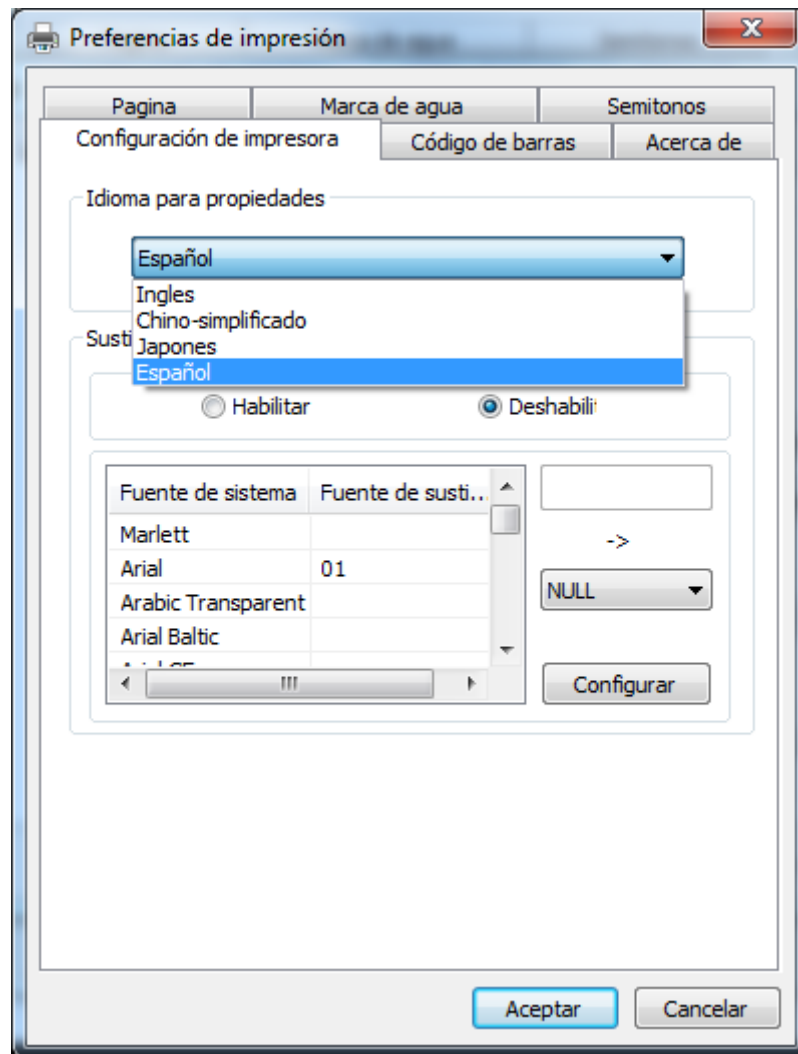 Preferencias de impresión
Pagina
Marca de agua
Semitonos
Configuración de impresora
Código de barras
Acerca de
Idioma para propiedades
Español
Ingles
Chino-simplificado
Japones
Español
Susti
Habilitar
Deshabilit
Fuente de sistema
Fuente de susti...
Marlett
Arial
01
Arabic Transparent
Arial Baltic
->
NULL
Configurar
Aceptar
Cancelar